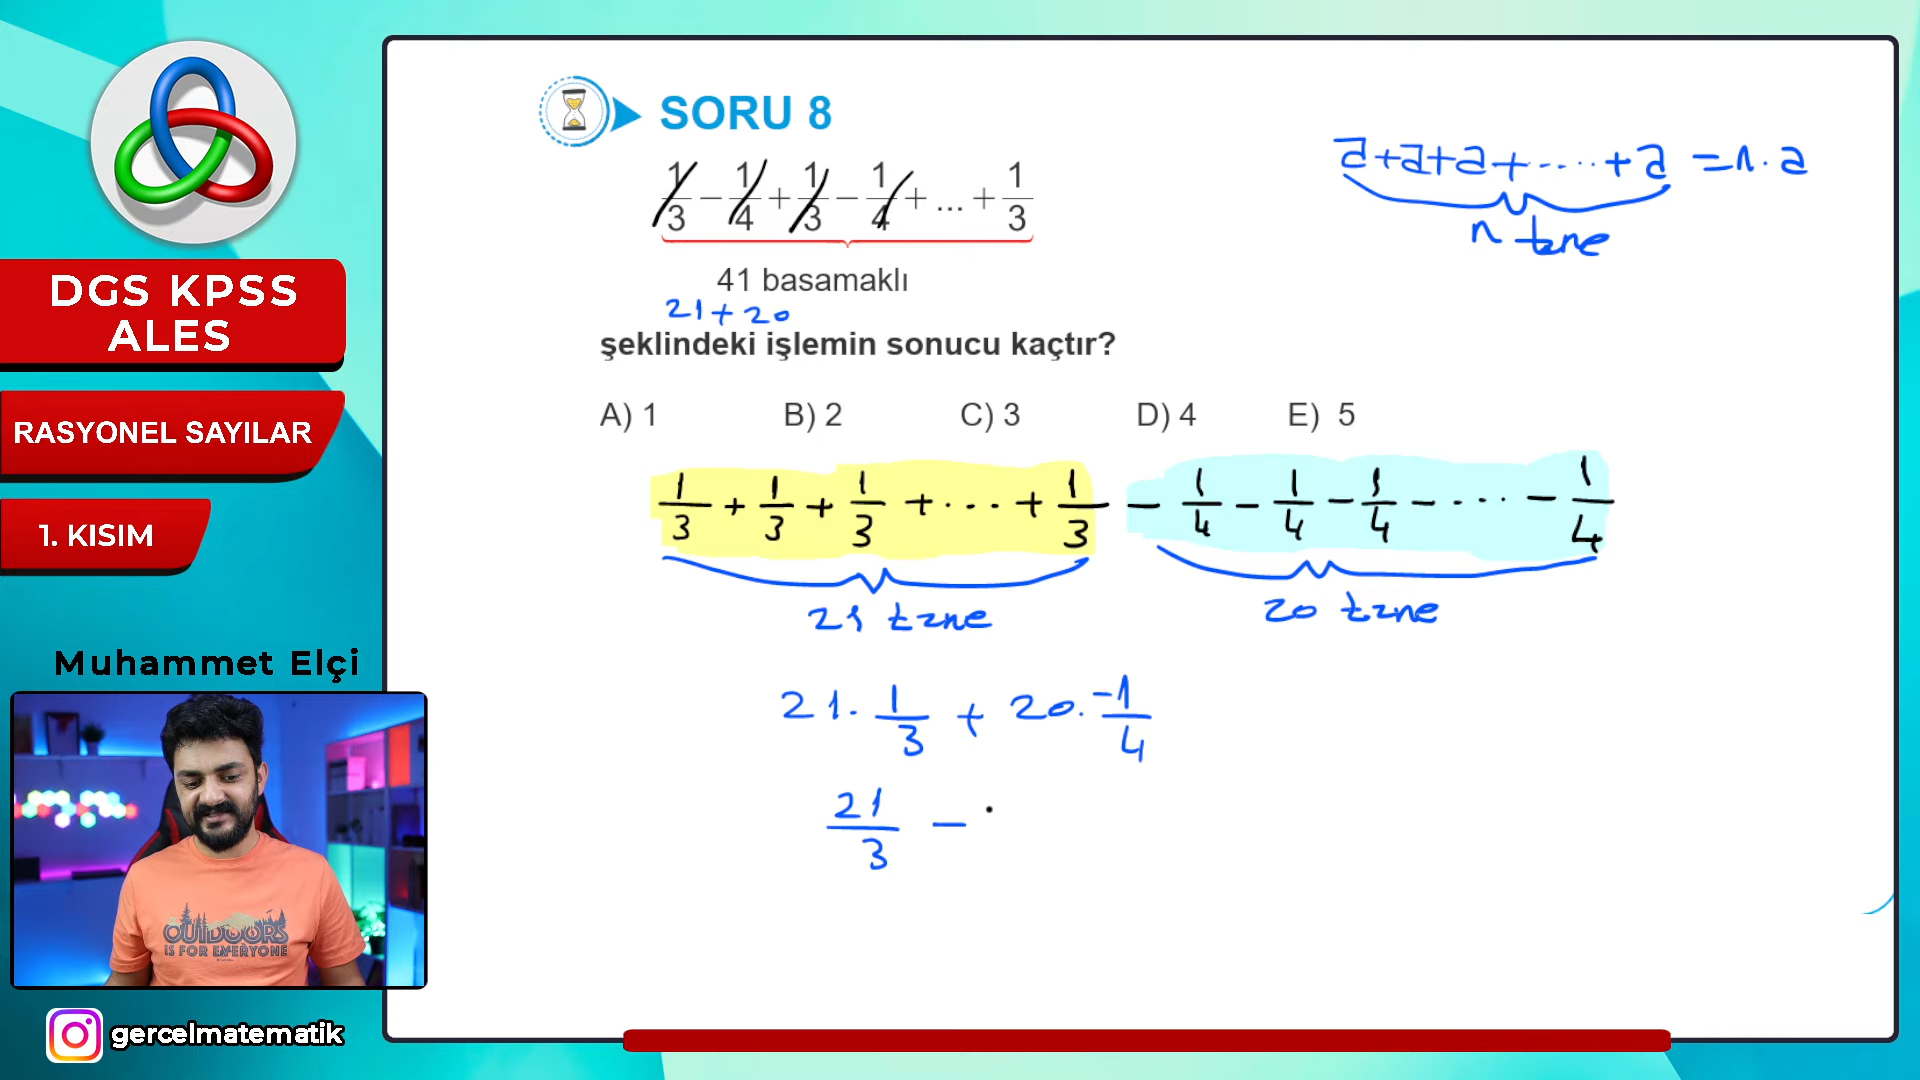 SORU 8
1/3 − 1/4 + 1/3 − 1/4 + ... + 1/3
41 basamaklı
21 + 20
şeklindeki işlemin sonucu kaçtır?
A) 1 B) 2 C) 3 D) 4 E) 5
a+a+a+.....+a = n.a
n tane
1/3 + 1/3 + 1/3 + ... + 1/3 − 1/4 − 1/4 − 1/4 − .... − 1/4
21 tane 20 tane
21. 1/3 + 20. −1/4
21/3 −
DGS KPSS
ALES
RASYONEL SAYILAR
1. KISIM
Muhammet Elçi
OUTDOORS
IS FOR EVERYONE
gercelmatematik